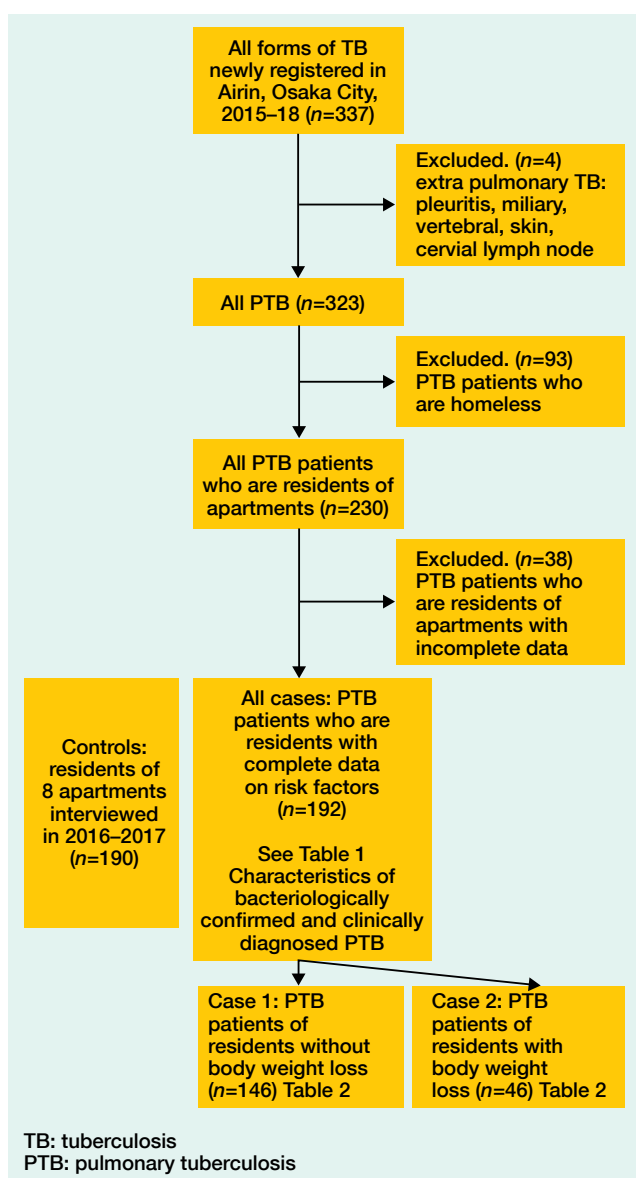 All forms of TB
newly registered in
Airin, Osaka City,
2015–18 (n=337)
Excluded. (n=4)
extra pulmonary TB:
pleuritis, miliary,
vertebral, skin,
cervial lymph node
All PTB (n=323)
Excluded. (n=93)
PTB patients who
are homeless
All PTB patients
who are residents of
apartments (n=230)
Excluded. (n=38)
PTB patients who
are residents of
apartments with
incomplete data
Controls:
residents of
8 apartments
interviewed
in 2016–2017
(n=190)
All cases: PTB
patients who are
residents with
complete data
on risk factors
(n=192)
See Table 1
Characteristics of
bacteriologically
confirmed and clinically
diagnosed PTB
Case 1: PTB
patients of
residents without
body weight loss
(n=146) Table 2
Case 2: PTB
patients of
residents with
body weight
loss (n=46) Table 2
TB: tuberculosis
PTB: pulmonary tuberculosis